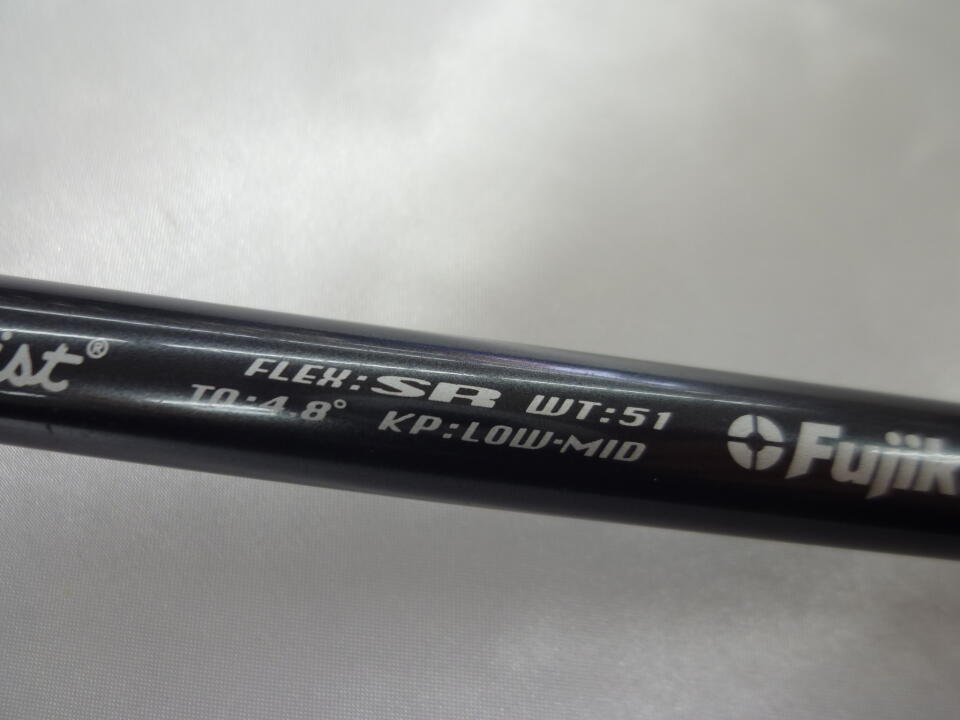 ist®
FLEX:SR WT:51
TQ:4.8° KP:LOW-MID
Fujik